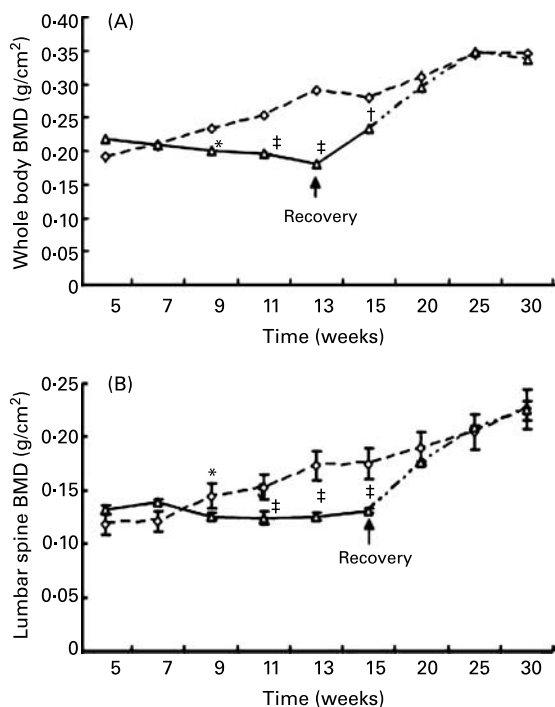 (A)
Whole body BMD (g/cm²)
0·40
0·35
0·30
0·25
0·20
0·15
0·10
0·05
0
* ‡ ‡ †
Recovery
5 7 9 11 13 15 20 25 30
Time (weeks)
(B)
Lumbar spine BMD (g/cm²)
0·25
0·20
0·15
0·10
0·05
0
* ‡ ‡ ‡
Recovery
5 7 9 11 13 15 20 25 30
Time (weeks)